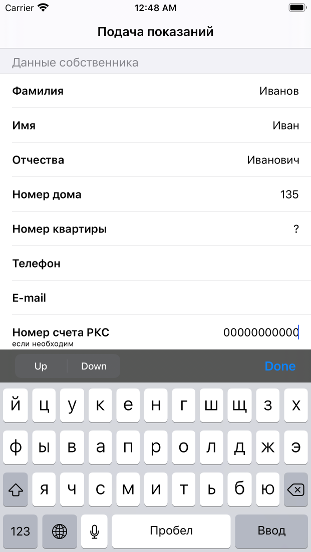 Carrier 12:48 AM
Подача показаний
Данные собственника
Фамилия Иванов
Имя Иван
Отчества Иванович
Номер дома 135
Номер квартиры ?
Телефон
E-mail
Номер счета РКС 00000000000
если необходим
Up Down Done
й ц у к е н г ш щ з х
ф ы в а п р о л д ж э
я ч с м и т ь б ю
123 Пробел Ввод